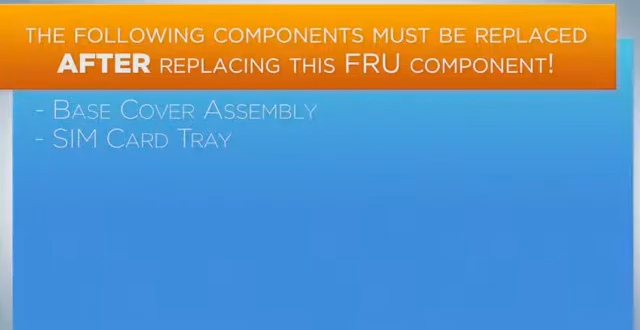 THE FOLLOWING COMPONENTS MUST BE REPLACED
AFTER REPLACING THIS FRU COMPONENT!
- BASE COVER ASSEMBLY
- SIM CARD TRAY